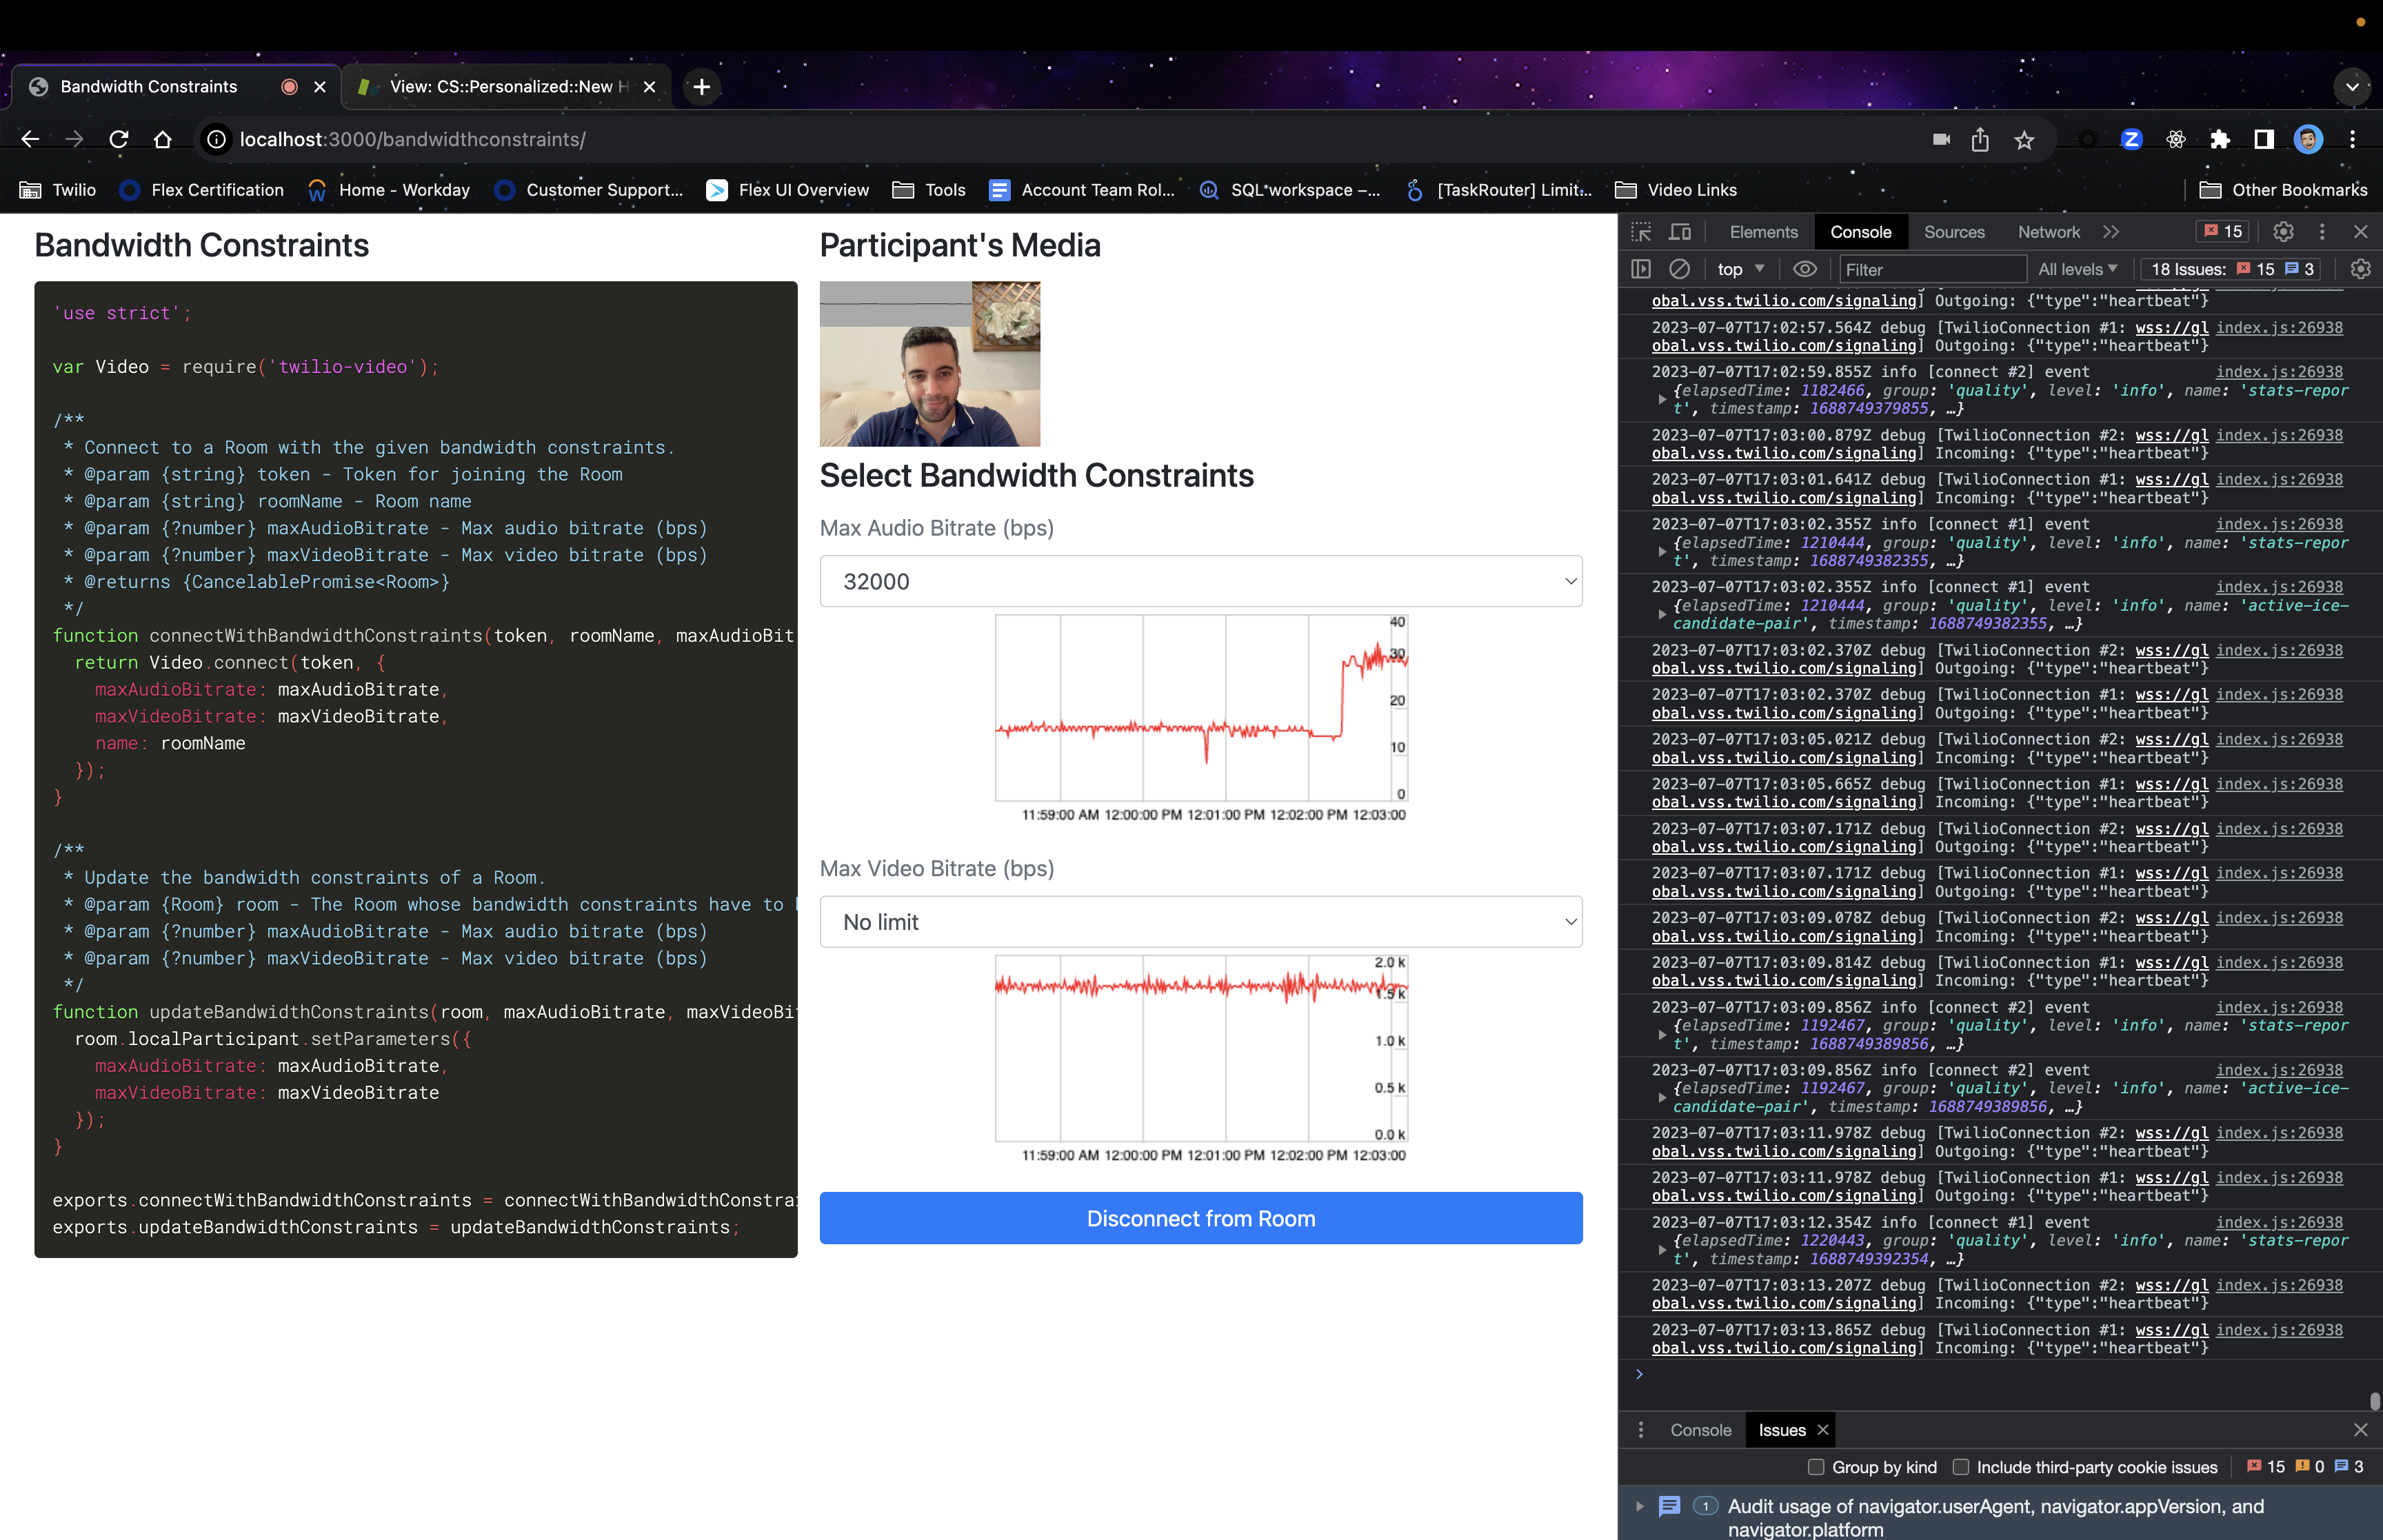 Bandwidth Constraints
View: CS::Personalized::New H
localhost:3000/bandwidthconstraints/
Twilio
Flex Certification
Home - Workday
Customer Support...
Flex UI Overview
Tools
Account Team Rol...
SQL*workspace –...
[TaskRouter] Limit...
Video Links
Other Bookmarks
Bandwidth Constraints
'use strict';
var Video = require('twilio-video');
/**
 * Connect to a Room with the given bandwidth constraints.
 * @param {string} token - Token for joining the Room
 * @param {string} roomName - Room name
 * @param {?number} maxAudioBitrate - Max audio bitrate (bps)
 * @param {?number} maxVideoBitrate - Max video bitrate (bps)
 * @returns {CancelablePromise<Room>}
 */
function connectWithBandwidthConstraints(token, roomName, maxAudioBit
  return Video.connect(token, {
    maxAudioBitrate: maxAudioBitrate,
    maxVideoBitrate: maxVideoBitrate,
    name: roomName
  });
}
/**
 * Update the bandwidth constraints of a Room.
 * @param {Room} room - The Room whose bandwidth constraints have to
 * @param {?number} maxAudioBitrate - Max audio bitrate (bps)
 * @param {?number} maxVideoBitrate - Max video bitrate (bps)
 */
function updateBandwidthConstraints(room, maxAudioBitrate, maxVideoBi
  room.localParticipant.setParameters({
    maxAudioBitrate: maxAudioBitrate,
    maxVideoBitrate: maxVideoBitrate
  });
}
exports.connectWithBandwidthConstraints = connectWithBandwidthConstrai
exports.updateBandwidthConstraints = updateBandwidthConstraints;
Participant's Media
Select Bandwidth Constraints
Max Audio Bitrate (bps)
32000
40
30
20
10
0
11:59:00 AM 12:00:00 PM 12:01:00 PM 12:02:00 PM 12:03:00
Max Video Bitrate (bps)
No limit
2.0 k
1.5 k
1.0 k
0.5 k
0.0 k
11:59:00 AM 12:00:00 PM 12:01:00 PM 12:02:00 PM 12:03:00
Disconnect from Room
Elements Console Sources Network 15
top Filter All levels 18 Issues: 15 3
obal.vss.twilio.com/signaling] Outgoing: {"type":"heartbeat"}
2023-07-07T17:02:57.564Z debug [TwilioConnection #1: wss://gl index.js:26938
obal.vss.twilio.com/signaling] Outgoing: {"type":"heartbeat"}
2023-07-07T17:02:59.855Z info [connect #2] event index.js:26938
{elapsedTime: 1182466, group: 'quality', level: 'info', name: 'stats-repor
t', timestamp: 1688749379855, …}
2023-07-07T17:03:00.879Z debug [TwilioConnection #2: wss://gl index.js:26938
obal.vss.twilio.com/signaling] Incoming: {"type":"heartbeat"}
2023-07-07T17:03:01.641Z debug [TwilioConnection #1: wss://gl index.js:26938
obal.vss.twilio.com/signaling] Incoming: {"type":"heartbeat"}
2023-07-07T17:03:02.355Z info [connect #1] event index.js:26938
{elapsedTime: 1210444, group: 'quality', level: 'info', name: 'stats-repor
t', timestamp: 1688749382355, …}
2023-07-07T17:03:02.355Z info [connect #1] event index.js:26938
{elapsedTime: 1210444, group: 'quality', level: 'info', name: 'active-ice-
candidate-pair', timestamp: 1688749382355, …}
2023-07-07T17:03:02.370Z debug [TwilioConnection #2: wss://gl index.js:26938
obal.vss.twilio.com/signaling] Outgoing: {"type":"heartbeat"}
2023-07-07T17:03:02.370Z debug [TwilioConnection #1: wss://gl index.js:26938
obal.vss.twilio.com/signaling] Outgoing: {"type":"heartbeat"}
2023-07-07T17:03:05.021Z debug [TwilioConnection #2: wss://gl index.js:26938
obal.vss.twilio.com/signaling] Incoming: {"type":"heartbeat"}
2023-07-07T17:03:05.665Z debug [TwilioConnection #1: wss://gl index.js:26938
obal.vss.twilio.com/signaling] Incoming: {"type":"heartbeat"}
2023-07-07T17:03:07.171Z debug [TwilioConnection #2: wss://gl index.js:26938
obal.vss.twilio.com/signaling] Outgoing: {"type":"heartbeat"}
2023-07-07T17:03:07.171Z debug [TwilioConnection #1: wss://gl index.js:26938
obal.vss.twilio.com/signaling] Outgoing: {"type":"heartbeat"}
2023-07-07T17:03:09.078Z debug [TwilioConnection #2: wss://gl index.js:26938
obal.vss.twilio.com/signaling] Incoming: {"type":"heartbeat"}
2023-07-07T17:03:09.814Z debug [TwilioConnection #1: wss://gl index.js:26938
obal.vss.twilio.com/signaling] Incoming: {"type":"heartbeat"}
2023-07-07T17:03:09.856Z info [connect #2] event index.js:26938
{elapsedTime: 1192467, group: 'quality', level: 'info', name: 'stats-repor
t', timestamp: 1688749389856, …}
2023-07-07T17:03:09.856Z info [connect #2] event index.js:26938
{elapsedTime: 1192467, group: 'quality', level: 'info', name: 'active-ice-
candidate-pair', timestamp: 1688749389856, …}
2023-07-07T17:03:11.978Z debug [TwilioConnection #2: wss://gl index.js:26938
obal.vss.twilio.com/signaling] Outgoing: {"type":"heartbeat"}
2023-07-07T17:03:11.978Z debug [TwilioConnection #1: wss://gl index.js:26938
obal.vss.twilio.com/signaling] Outgoing: {"type":"heartbeat"}
2023-07-07T17:03:12.354Z info [connect #1] event index.js:26938
{elapsedTime: 1220443, group: 'quality', level: 'info', name: 'stats-repor
t', timestamp: 1688749392354, …}
2023-07-07T17:03:13.207Z debug [TwilioConnection #2: wss://gl index.js:26938
obal.vss.twilio.com/signaling] Incoming: {"type":"heartbeat"}
2023-07-07T17:03:13.865Z debug [TwilioConnection #1: wss://gl index.js:26938
obal.vss.twilio.com/signaling] Incoming: {"type":"heartbeat"}
Console Issues
Group by kind Include third-party cookie issues 15 0 3
1 Audit usage of navigator.userAgent, navigator.appVersion, and
navigator.platform